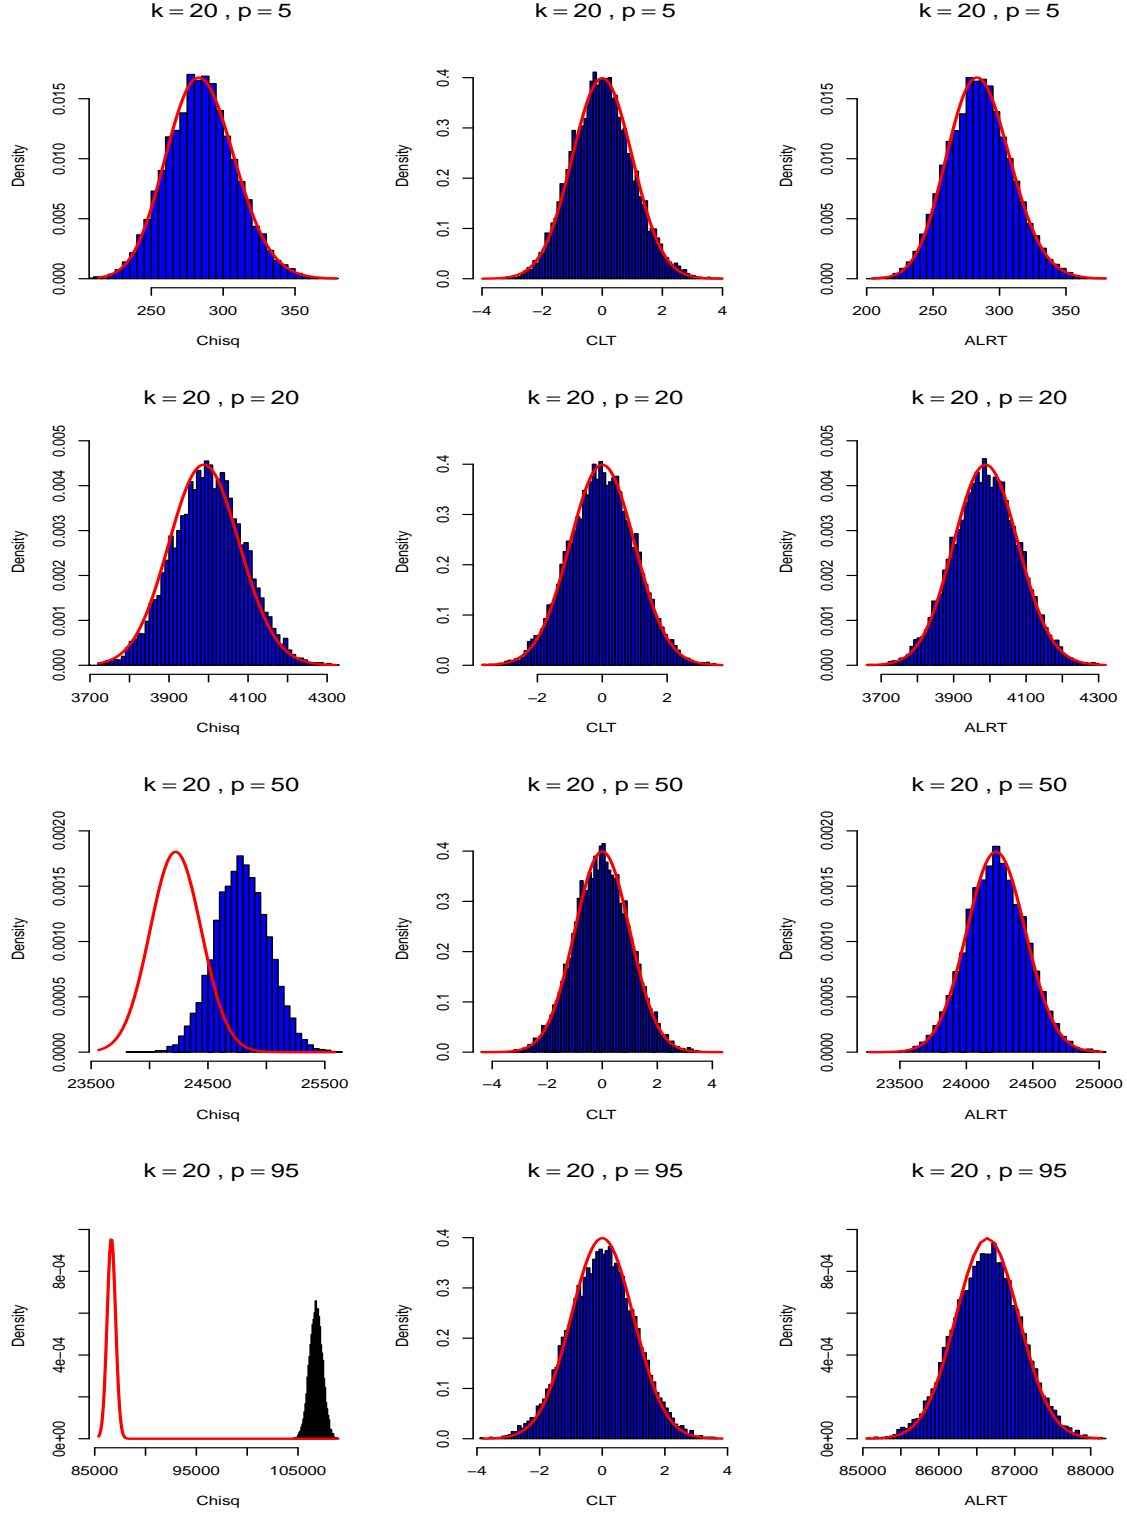 k = 20 , p = 5
k = 20 , p = 5
k = 20 , p = 5
Density
0.000 0.005 0.010 0.015
250 300 350
Chisq
Density
0.0 0.1 0.2 0.3 0.4
−4 −2 0 2 4
CLT
Density
0.000 0.005 0.010 0.015
200 250 300 350
ALRT
k = 20 , p = 20
k = 20 , p = 20
k = 20 , p = 20
Density
0.000 0.001 0.002 0.003 0.004 0.005
3700 3900 4100 4300
Chisq
Density
0.0 0.1 0.2 0.3 0.4
−2 0 2
CLT
Density
0.000 0.001 0.002 0.003 0.004 0.005
3700 3900 4100 4300
ALRT
k = 20 , p = 50
k = 20 , p = 50
k = 20 , p = 50
Density
0.0000 0.0005 0.0010 0.0015 0.0020
23500 24500 25500
Chisq
Density
0.0 0.1 0.2 0.3 0.4
−4 −2 0 2 4
CLT
Density
0.0000 0.0005 0.0010 0.0015 0.0020
23500 24000 24500 25000
ALRT
k = 20 , p = 95
k = 20 , p = 95
k = 20 , p = 95
Density
0e+00 4e−04 8e−04
85000 95000 105000
Chisq
Density
0.0 0.1 0.2 0.3 0.4
−4 −2 0 2 4
CLT
Density
0e+00 4e−04 8e−04
85000 86000 87000 88000
ALRT